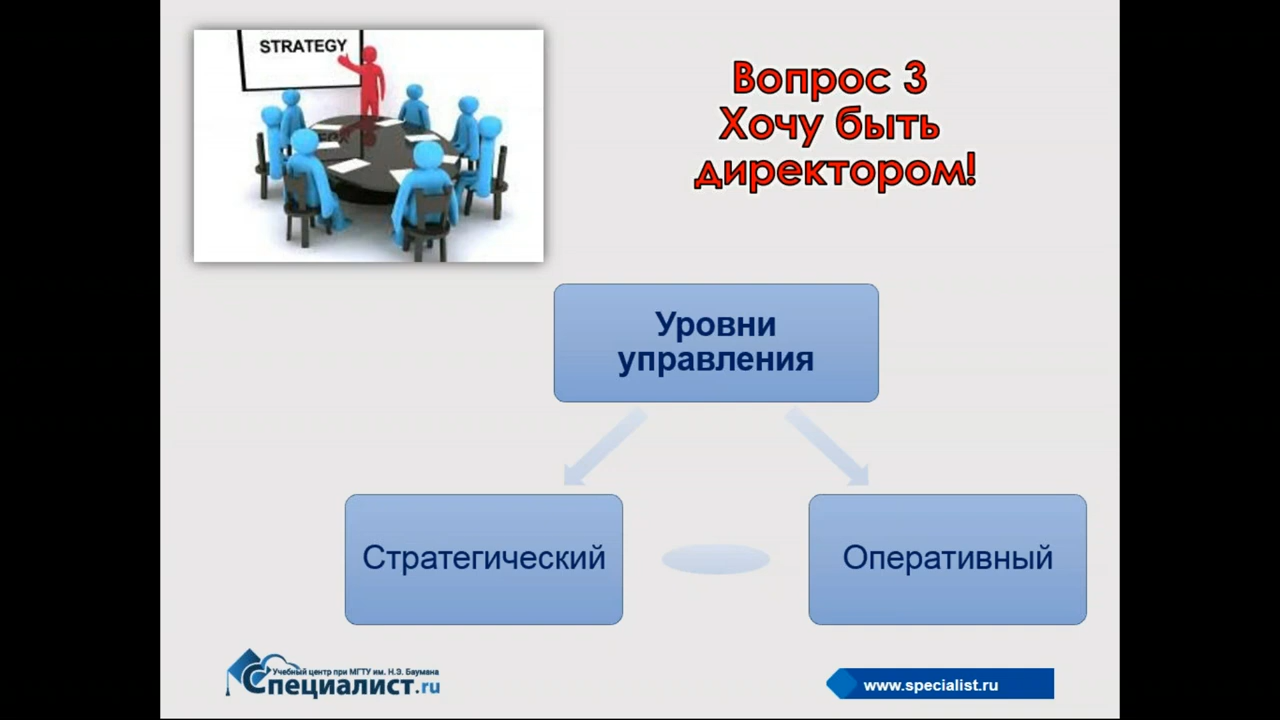 STRATEGY
Вопрос 3
Хочу быть
директором!
Уровни
управления
Стратегический
Оперативный
Учебный центр при МГТУ им. Н.Э. Баумана
Специалист.ru
www.specialist.ru